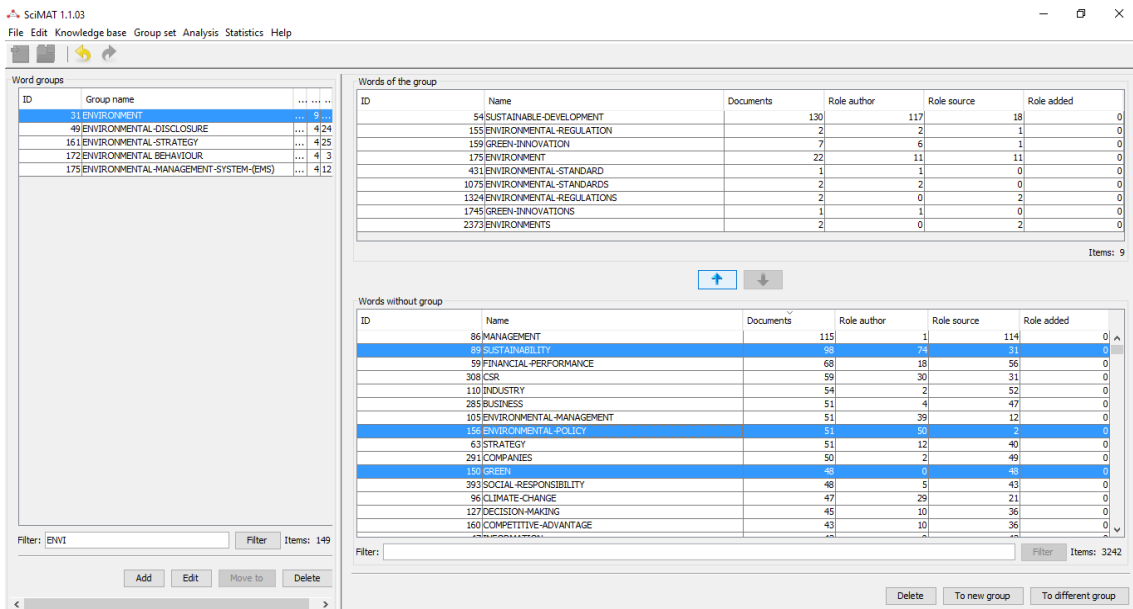 SciMAT 1.1.03
File Edit Knowledge base Group set Analysis Statistics Help
Word groups
ID Group name ... ... ...
31 ENVIRONMENT ... 9 ...
49 ENVIRONMENTAL-DISCLOSURE ... 4 24
161 ENVIRONMENTAL-STRATEGY ... 4 25
172 ENVIRONMENTAL BEHAVIOUR ... 4 3
175 ENVIRONMENTAL-MANAGEMENT-SYSTEM-(EMS) ... 4 12
Filter: ENVI Filter Items: 149
Add Edit Move to Delete
Words of the group
ID Name Documents Role author Role source Role added
54 SUSTAINABLE-DEVELOPMENT 130 117 18 0
155 ENVIRONMENTAL-REGULATION 2 2 1 0
159 GREEN-INNOVATION 7 6 1 0
175 ENVIRONMENT 22 11 11 0
431 ENVIRONMENTAL-STANDARD 1 1 0 0
1075 ENVIRONMENTAL-STANDARDS 2 2 0 0
1324 ENVIRONMENTAL-REGULATIONS 2 0 2 0
1745 GREEN-INNOVATIONS 1 1 0 0
2373 ENVIRONMENTS 2 0 2 0
Items: 9
Words without group
ID Name Documents Role author Role source Role added
86 MANAGEMENT 115 1 114 0
89 SUSTAINABILITY 98 74 31 0
59 FINANCIAL-PERFORMANCE 68 18 56 0
308 CSR 59 30 31 0
110 INDUSTRY 54 2 52 0
285 BUSINESS 51 4 47 0
105 ENVIRONMENTAL-MANAGEMENT 51 39 12 0
156 ENVIRONMENTAL-POLICY 51 50 2 0
63 STRATEGY 51 12 40 0
291 COMPANIES 50 2 49 0
150 GREEN 48 0 48 0
393 SOCIAL-RESPONSIBILITY 48 5 43 0
96 CLIMATE-CHANGE 47 29 21 0
127 DECISION-MAKING 45 10 36 0
160 COMPETITIVE-ADVANTAGE 43 10 36 0
Filter: Filter Items: 3242
Delete To new group To different group